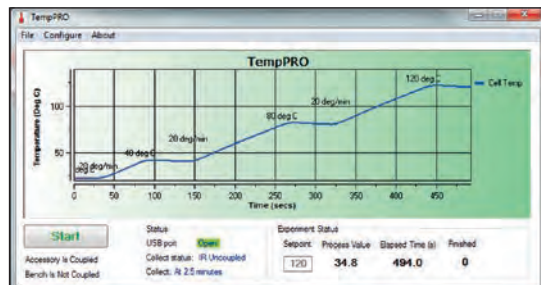 TempPRO
File Configure About
TempPRO
Temperature (Deg C)
100
50
deg C
20 deg/min
40 deg C
20 deg/min
80 deg C
20 deg/min
120 deg C
Cell Temp
0 50 100 150 200 250 300 350 400 450
Time (secs)
Start
Accessory Is Coupled
Bench Is Not Coupled
Status
USB port Open
Collect status: IR Uncoupled
Collect: At 2.5 minutes
Experiment Status
Setpoint Process Value Elapsed Time (s) Finished
120 34.8 494.0 0